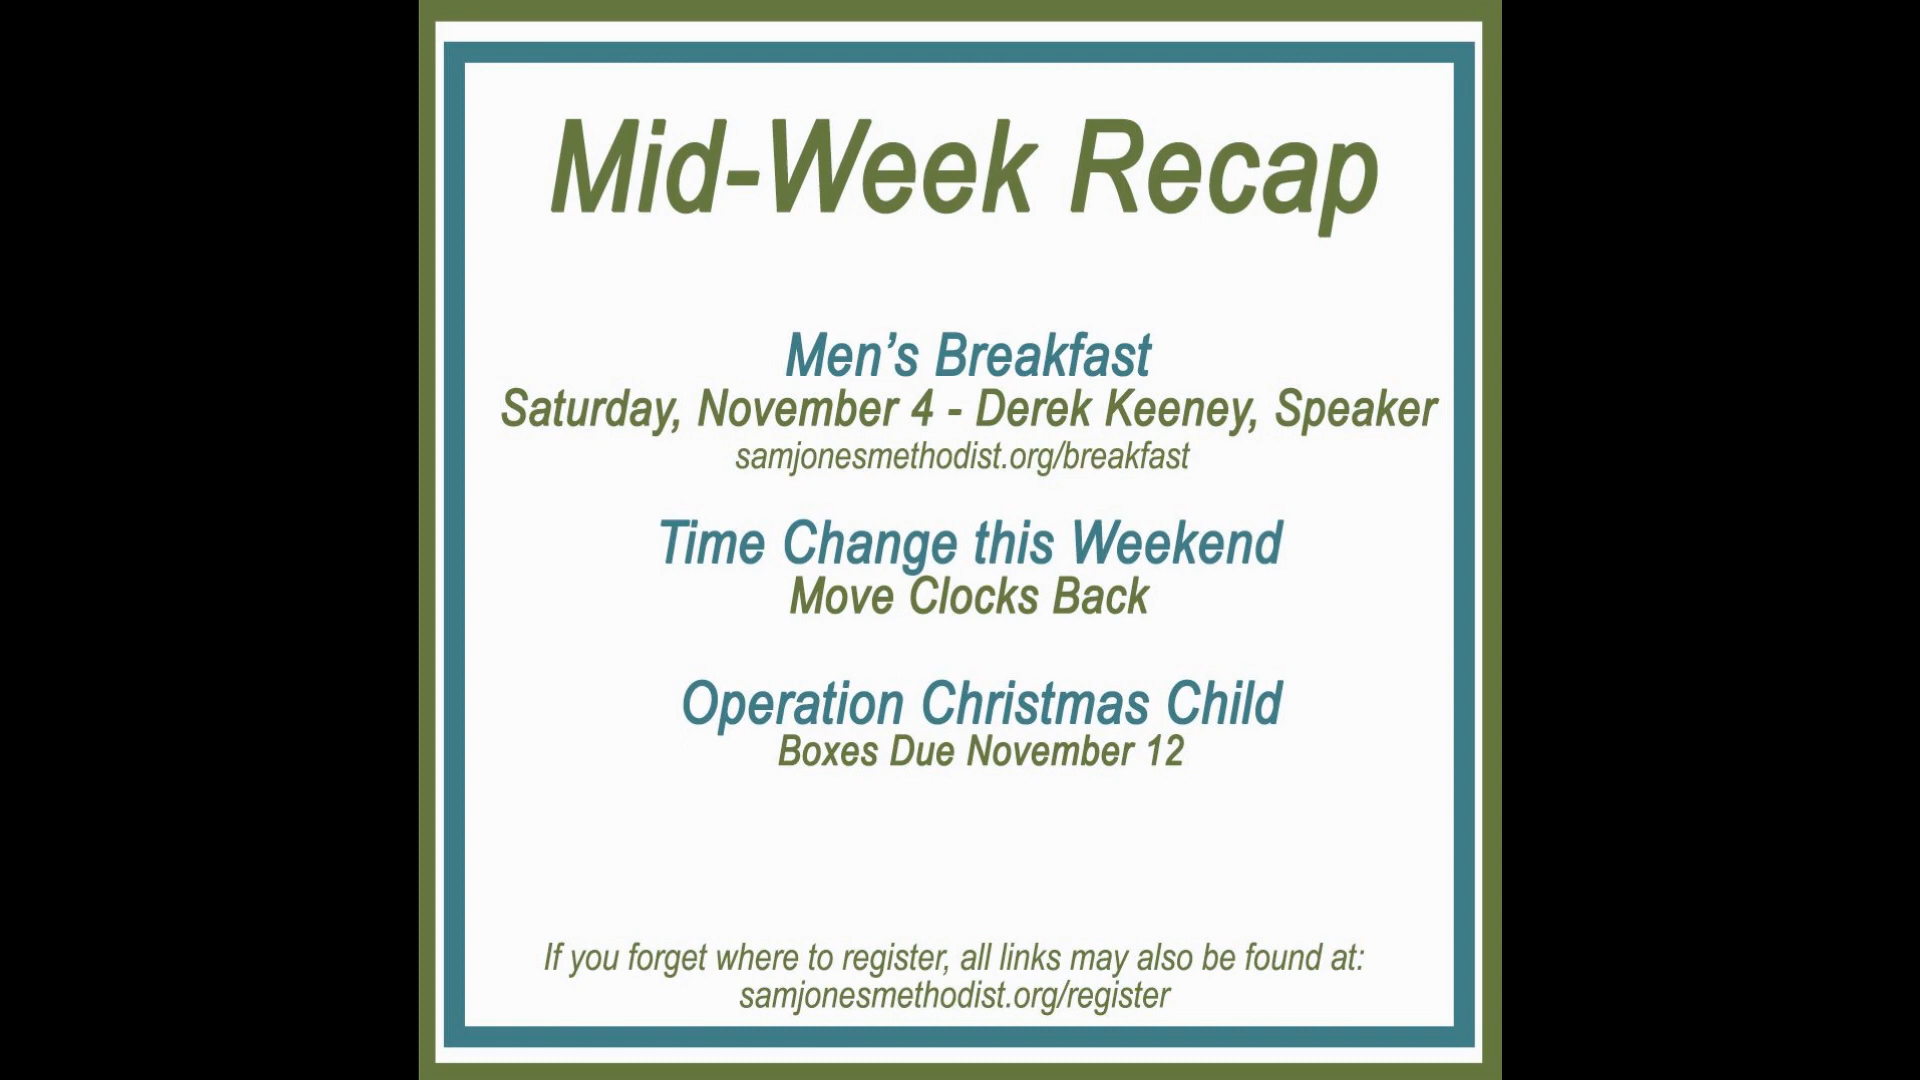 Mid-Week Recap
Men’s Breakfast
Saturday, November 4 - Derek Keeney, Speaker
samjonesmethodist.org/breakfast
Time Change this Weekend
Move Clocks Back
Operation Christmas Child
Boxes Due November 12
If you forget where to register, all links may also be found at:
samjonesmethodist.org/register